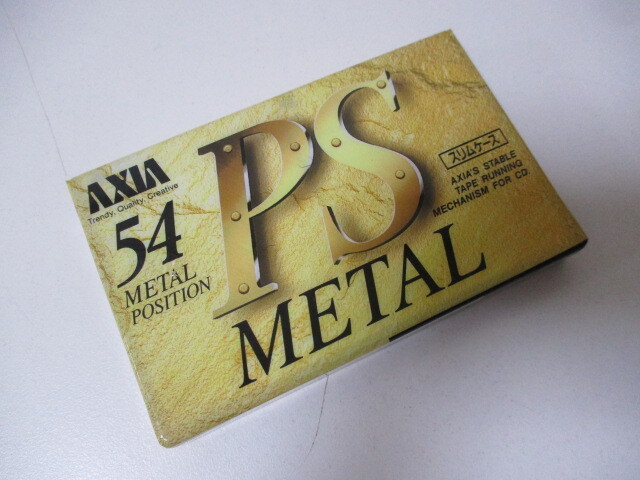 AXIA
Trendy. Quality. Creative
54
METAL
POSITION
PS
METAL
スリムケース
AXIA'S STABLE
TAPE RUNNING
MECHANISM FOR CD.